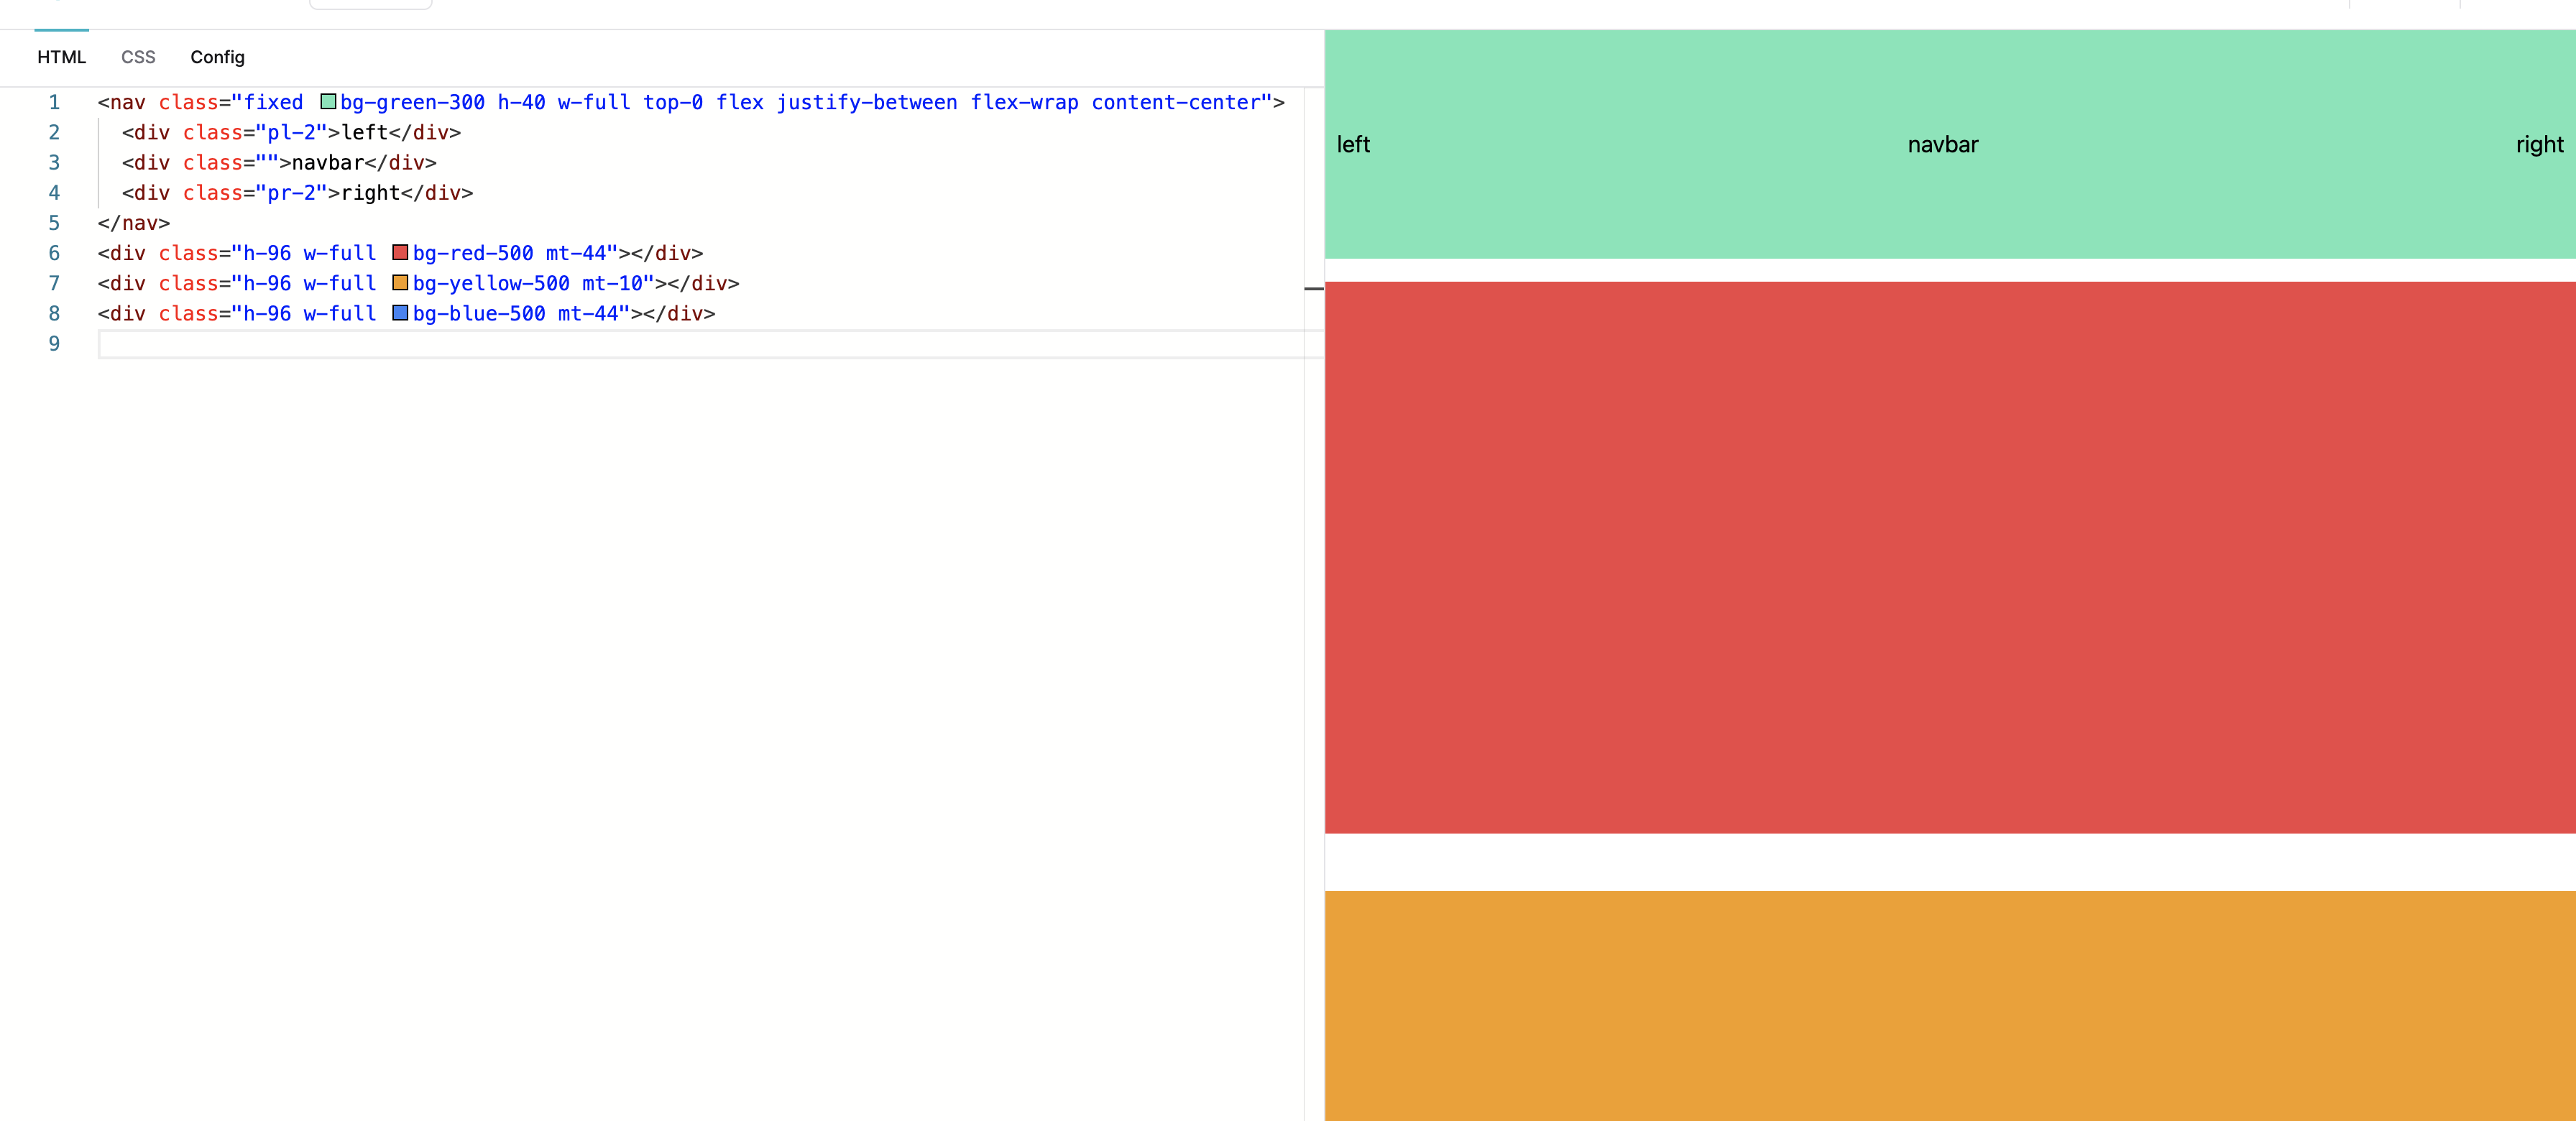 HTML CSS Config
1 <nav class="fixed bg-green-300 h-40 w-full top-0 flex justify-between flex-wrap content-center">
2 <div class="pl-2">left</div>
3 <div class="">navbar</div>
4 <div class="pr-2">right</div>
5 </nav>
6 <div class="h-96 w-full bg-red-500 mt-44"></div>
7 <div class="h-96 w-full bg-yellow-500 mt-10"></div>
8 <div class="h-96 w-full bg-blue-500 mt-44"></div>
9
left navbar right